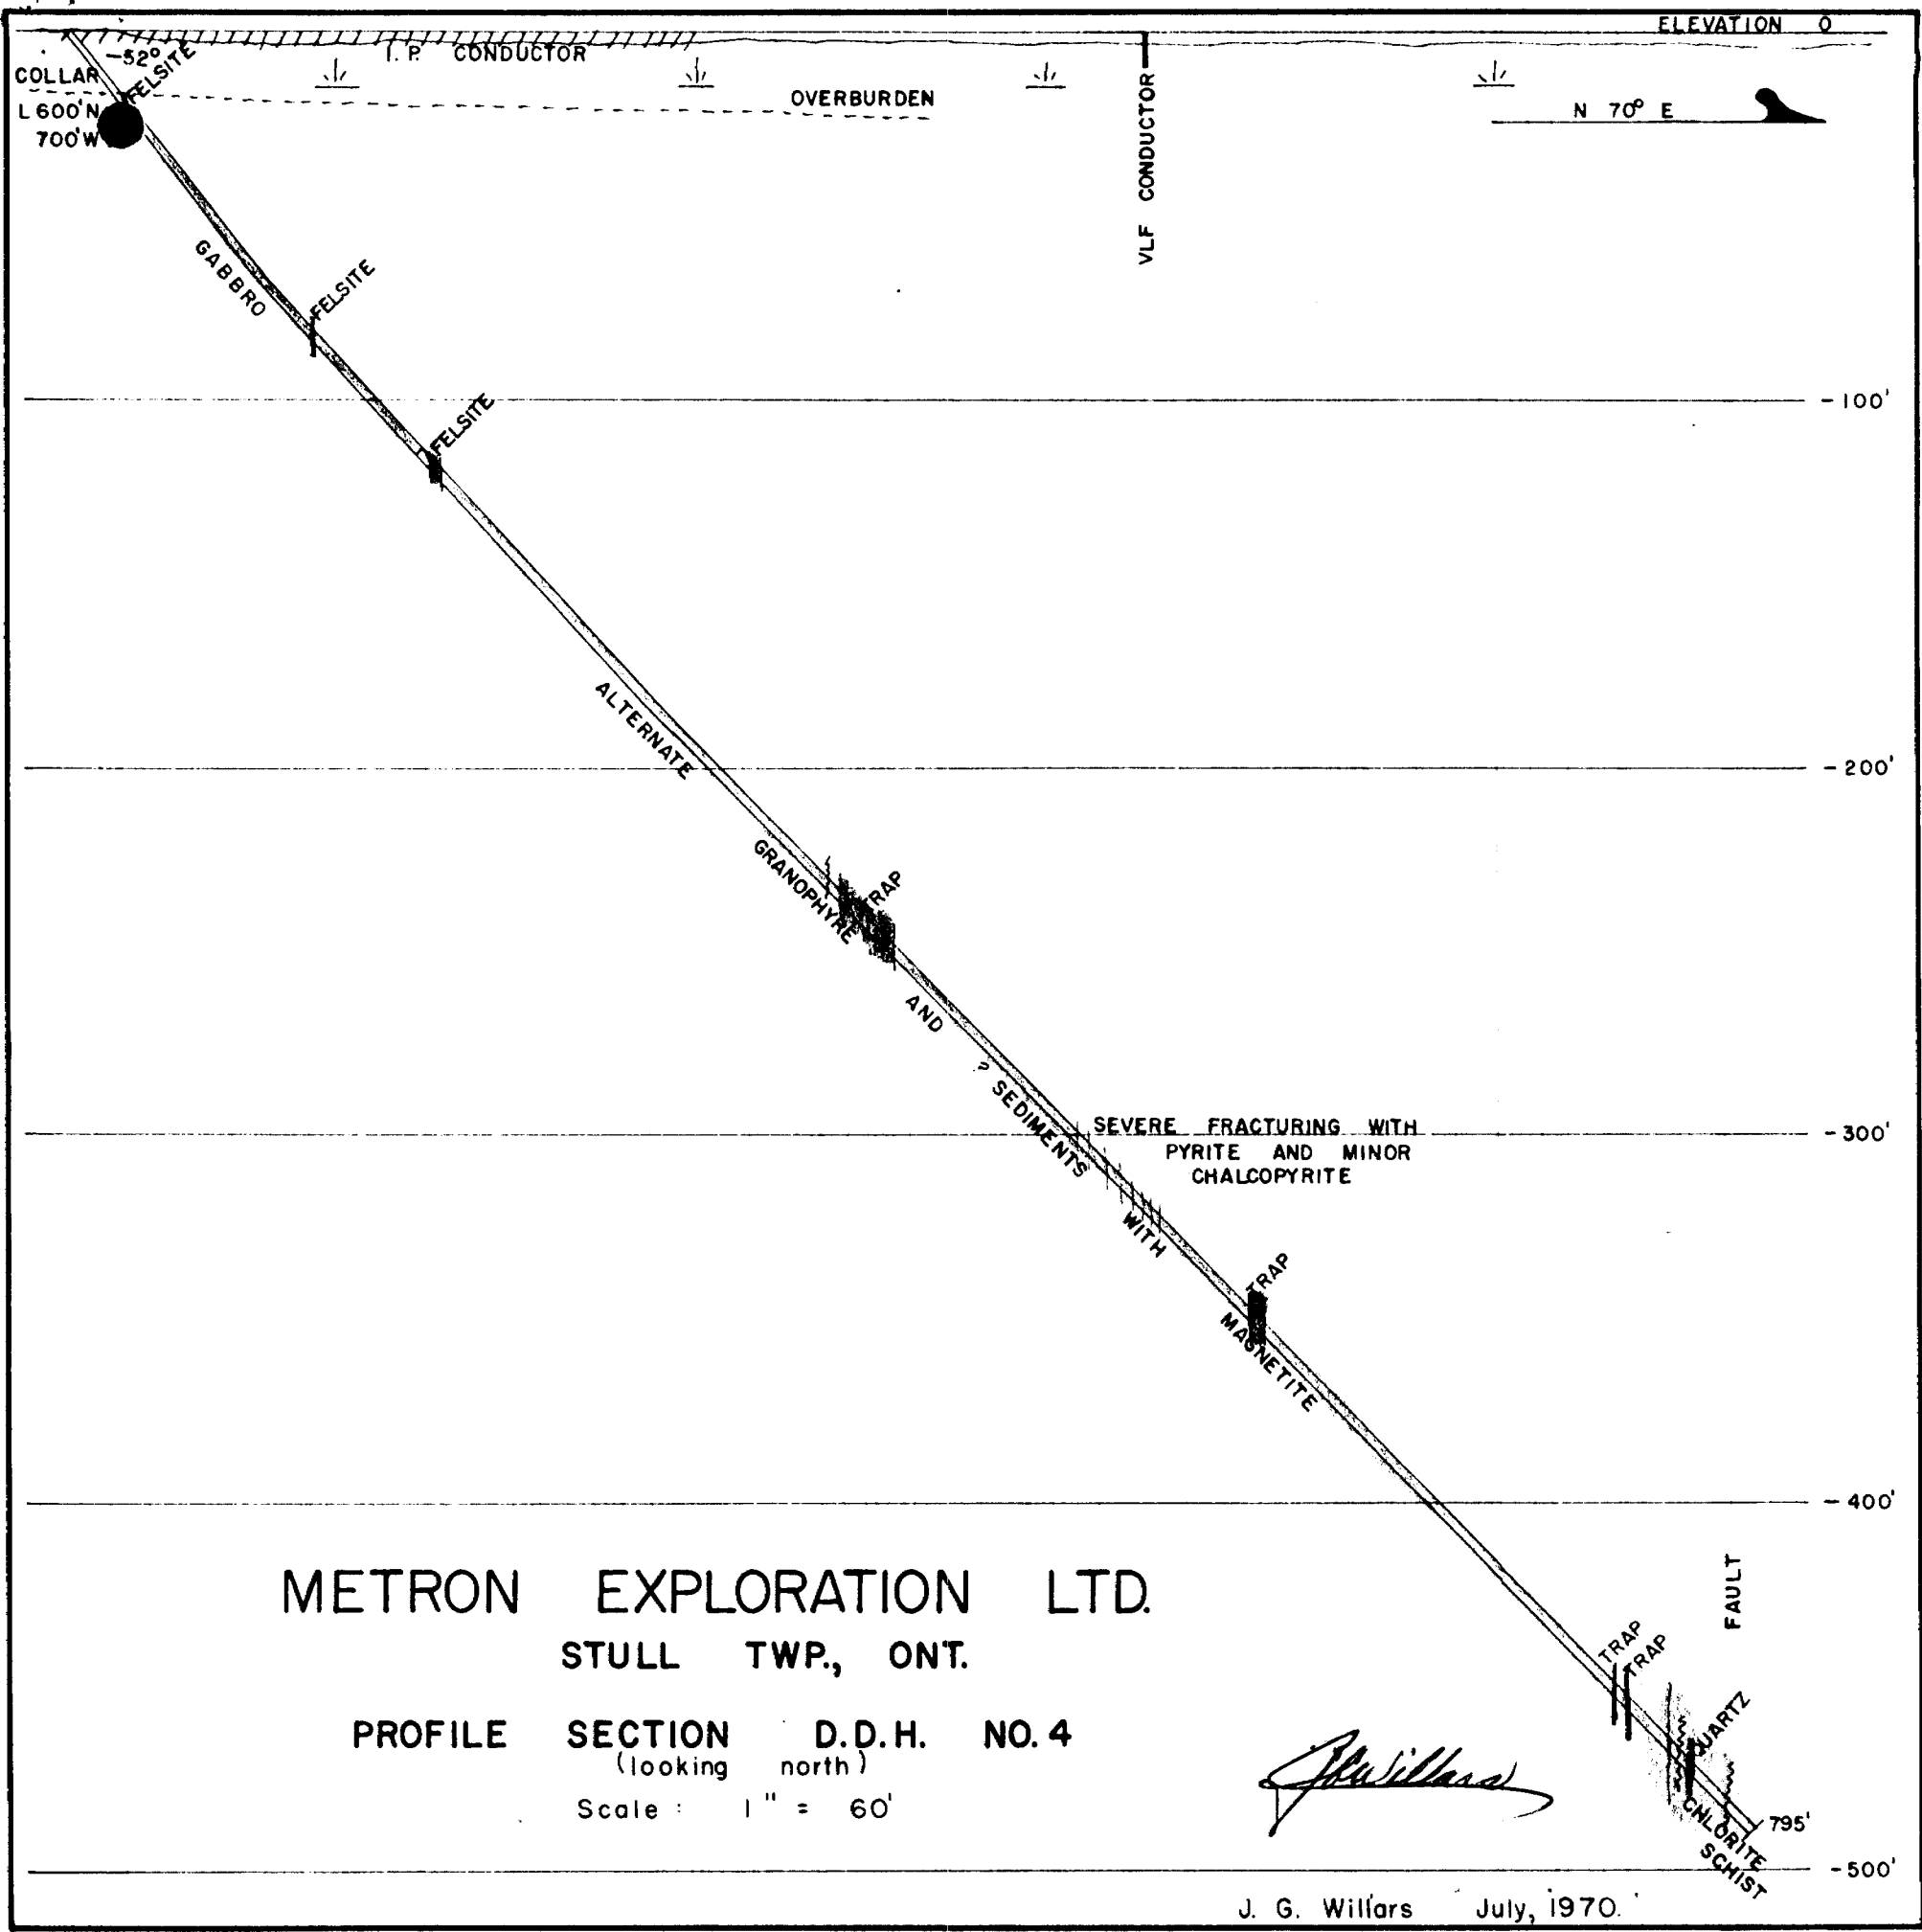 ELEVATION 0
I.P. CONDUCTOR
-52°
FELSITE
COLLAR
L 600'N
700'W
OVERBURDEN
VLF CONDUCTOR
N 70° E
GABBRO
FELSITE
-100'
FELSITE
ALTERNATE
-200'
GRANOPHYRE
TRAP
AND
? SEDIMENTS
SEVERE FRACTURING WITH
PYRITE AND MINOR
CHALCOPYRITE
-300'
WITH
TRAP
MAGNETITE
-400'
FAULT
TRAP
TRAP
QUARTZ
CHLORITE
SCHIST
795'
-500'
METRON EXPLORATION LTD.
STULL TWP., ONT.
PROFILE SECTION D.D.H. NO. 4
(looking north)
Scale : 1" = 60'
J. G. Willars July, 1970.